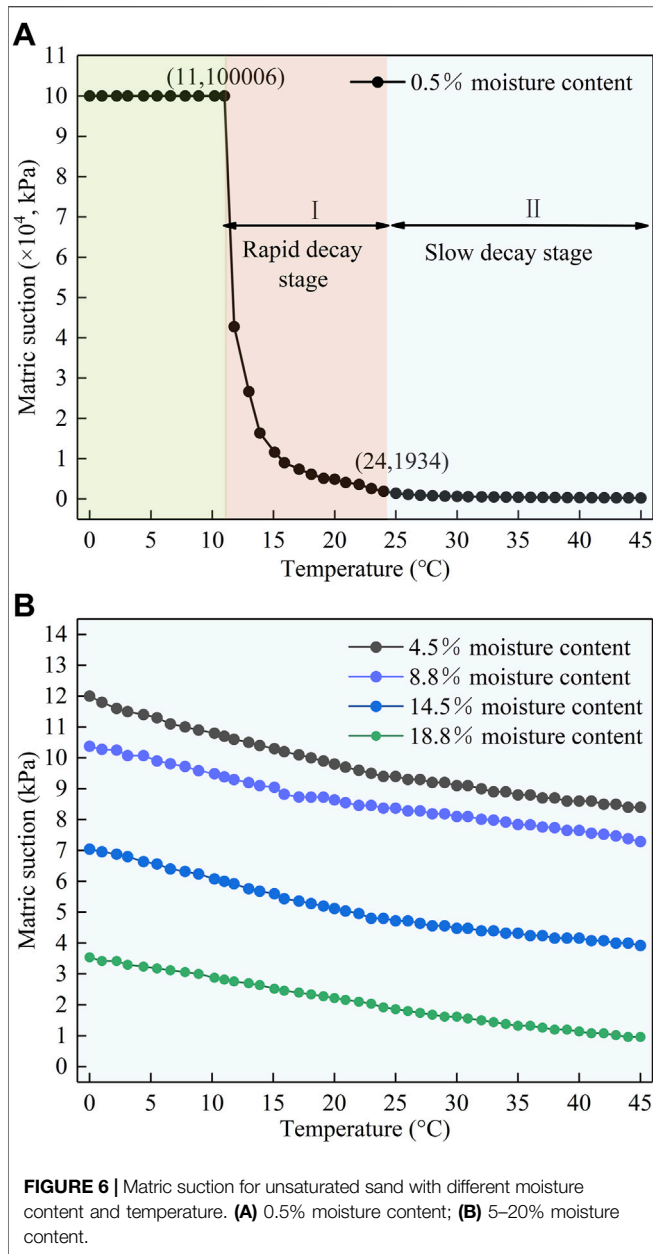 A
11
10
9
8
7
6
5
4
3
2
1
0
Matric suction (×10⁴, kPa)
(11,100006)
0.5% moisture content
I
II
Rapid decay
stage
Slow decay stage
(24,1934)
0 5 10 15 20 25 30 35 40 45
Temperature (°C)
B
14
13
12
11
10
9
8
7
6
5
4
3
2
1
0
Matric suction (kPa)
4.5% moisture content
8.8% moisture content
14.5% moisture content
18.8% moisture content
0 5 10 15 20 25 30 35 40 45
Temperature (°C)
FIGURE 6 | Matric suction for unsaturated sand with different moisture
content and temperature. (A) 0.5% moisture content; (B) 5–20% moisture
content.